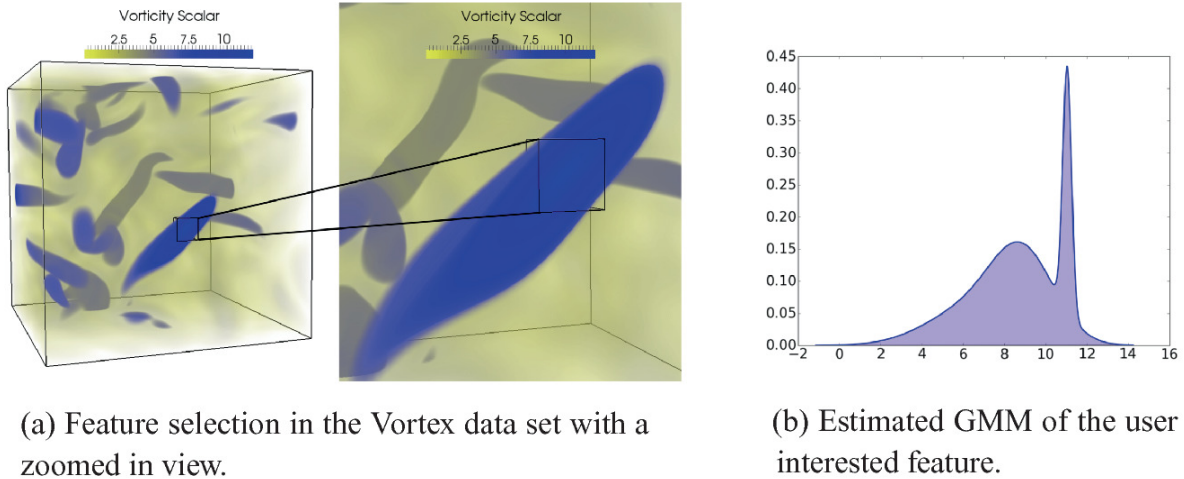 Vorticity Scalar
2.5 5 7.5 10
Vorticity Scalar
2.5 5 7.5 10
0.45
0.40
0.35
0.30
0.25
0.20
0.15
0.10
0.05
0.00
−2 0 2 4 6 8 10 12 14 16
(a) Feature selection in the Vortex data set with a
zoomed in view.
(b) Estimated GMM of the user
interested feature.